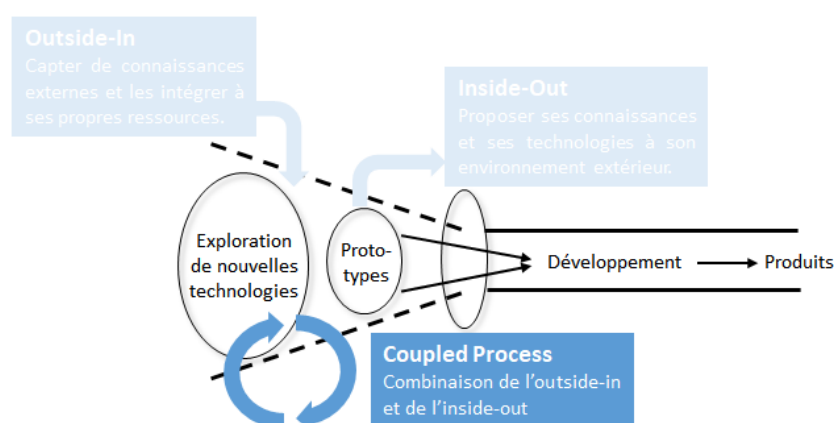 Outside-In
Capter de connaissances
externes et les intégrer à
ses propres ressources.
Inside-Out
Proposer ses connaissances
et ses technologies à son
environnement extérieur.
Exploration
de nouvelles
technologies
Proto-
types
Développement
Produits
Coupled Process
Combinaison de l’outside-in
et de l’inside-out